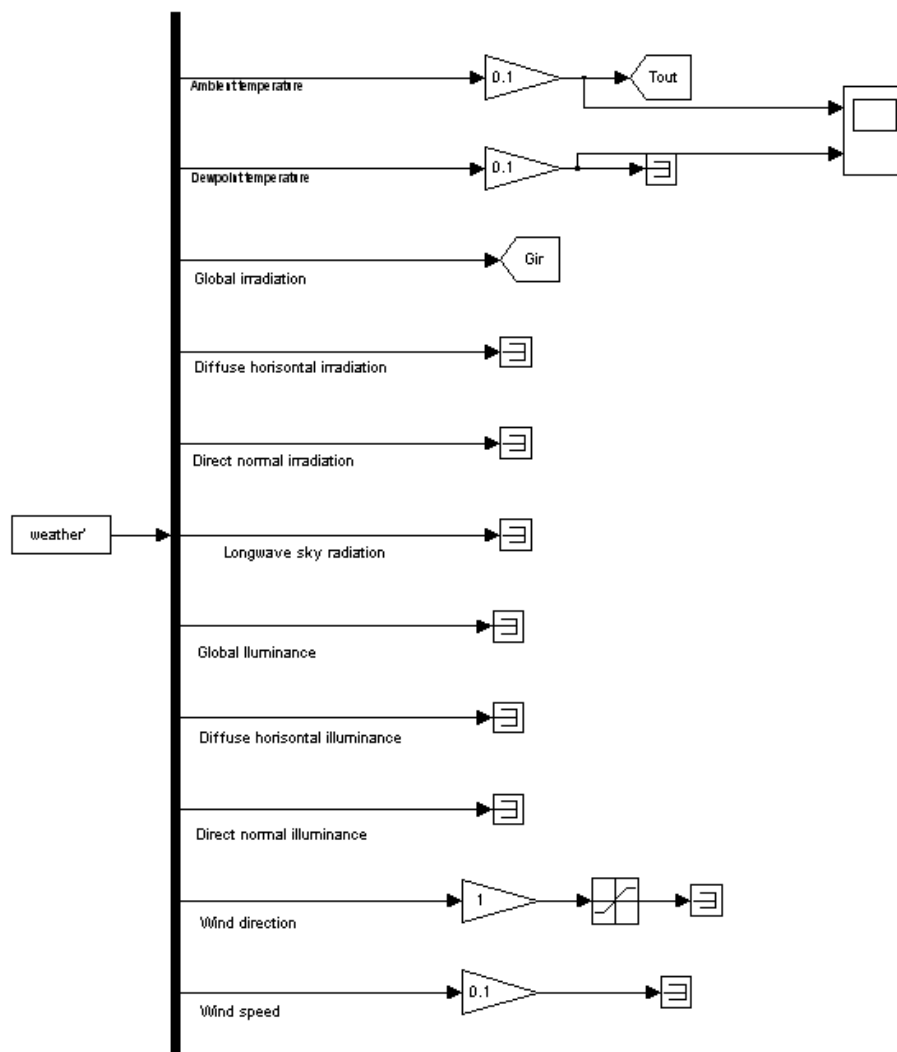 0.1
Tout
Ambient temperature
0.1
Dewpoint temperature
Gir
Global irradiation
Diffuse horisontal irradiation
Direct normal irradiation
weather'
Longwave sky radiation
Global Iluminance
Diffuse horisontal illuminance
Direct normal illuminance
1
Wind direction
0.1
Wind speed